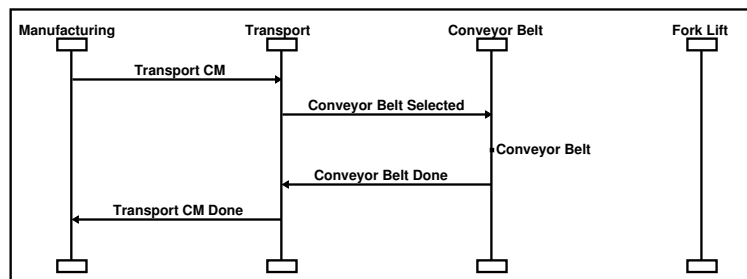 Manufacturing Transport Conveyor Belt Fork Lift
Transport CM
Conveyor Belt Selected
Conveyor Belt
Conveyor Belt Done
Transport CM Done